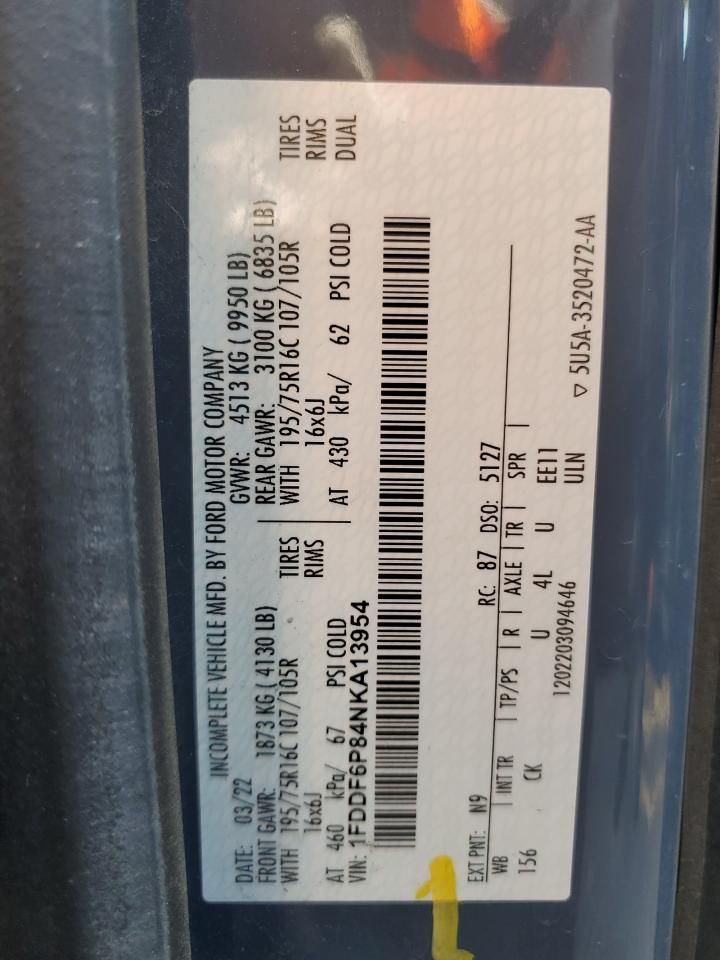 INCOMPLETE VEHICLE MFD. BY FORD MOTOR COMPANY
DATE: 03/22 GVWR: 4513 KG ( 9950 LB)
FRONT GAWR: 1873 KG ( 4130 LB) REAR GAWR: 3100 KG ( 6835 LB)
WITH 195/75R16C 107/105R TIRES WITH 195/75R16C 107/105R TIRES
16x6J RIMS 16x6J RIMS
AT 460 kPa/ 67 PSI COLD AT 430 kPa/ 62 PSI COLD DUAL
VIN: 1FDDF6P84NKA13954
EXT PNT: N9 RC: 87 DSO: 5127
WB INT TR TP/PS R AXLE TR SPR
156 CK U 4L U EE11
1202203094646 ULN
▽ 5U5A-3520472-AA